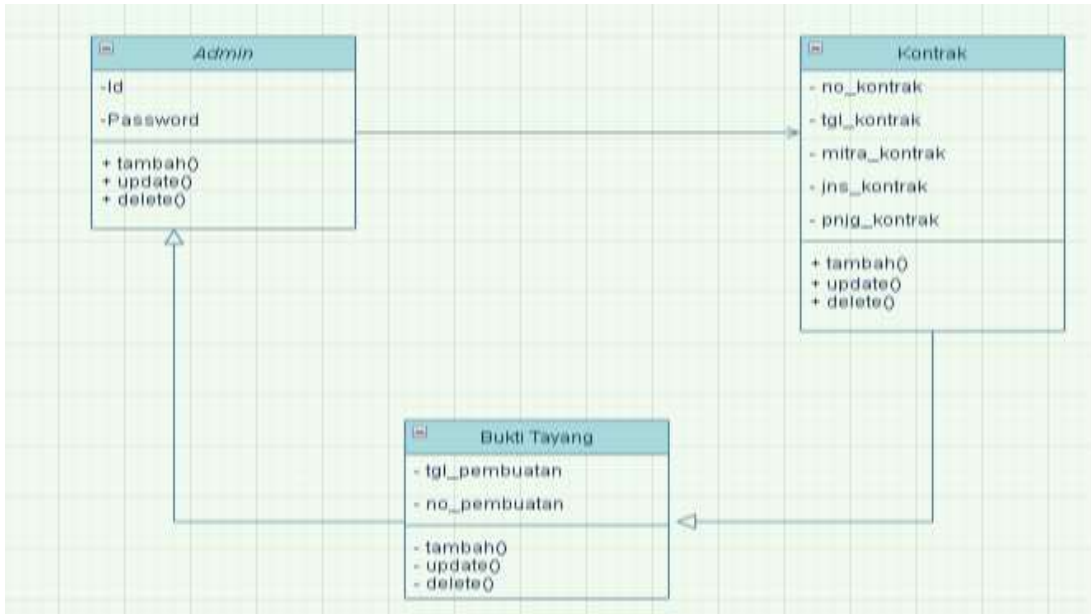 Admin
-Id
-Password
+ tambah()
+ update()
+ delete()
Kontrak
- no_kontrak
- tgl_kontrak
- mitra_kontrak
- jns_kontrak
- pnjg_kontrak
+ tambah()
+ update()
+ delete()
Bukti Tayang
- tgl_pembuatan
- no_pembuatan
- tambah()
- update()
- delete()